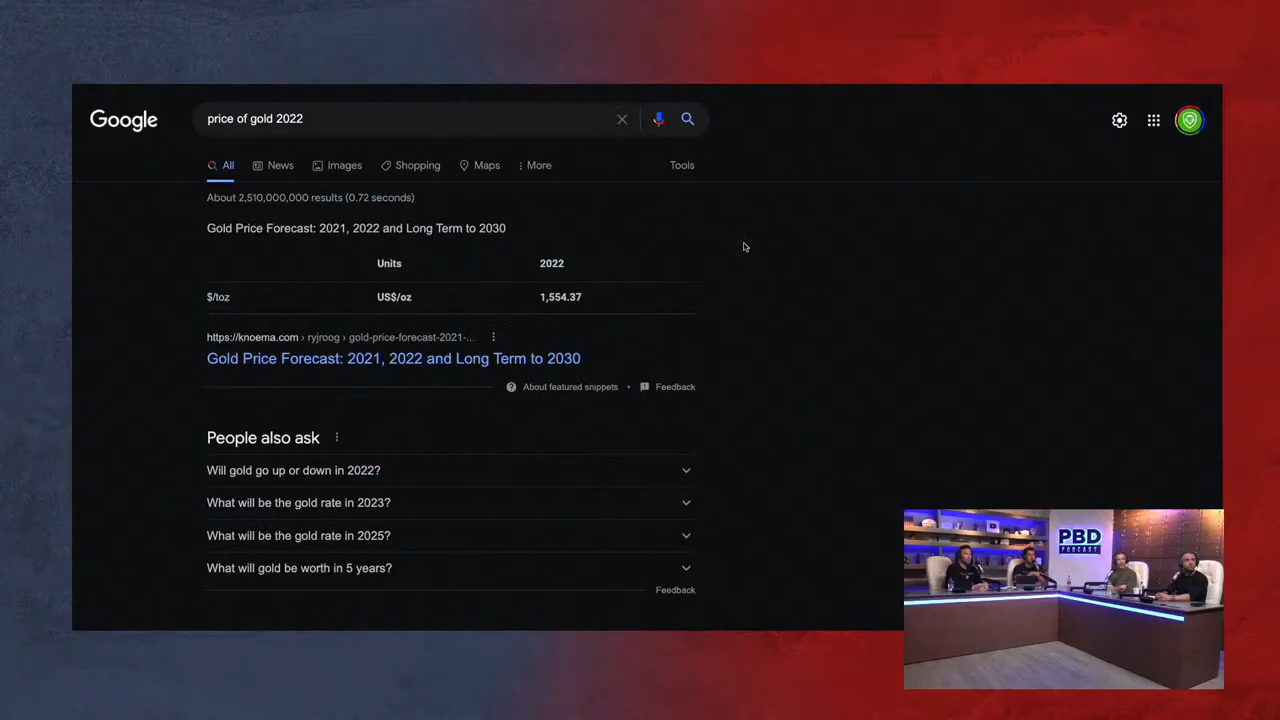 Google
price of gold 2022
All News Images Shopping Maps More Tools
About 2,510,000,000 results (0.72 seconds)
Gold Price Forecast: 2021, 2022 and Long Term to 2030
Units 2022
$/toz US$/oz 1,554.37
https://knoema.com › ryjroog › gold-price-forecast-2021-...
Gold Price Forecast: 2021, 2022 and Long Term to 2030
About featured snippets • Feedback
People also ask
Will gold go up or down in 2022?
What will be the gold rate in 2023?
What will be the gold rate in 2025?
What will gold be worth in 5 years?
Feedback
PBD
PODCAST